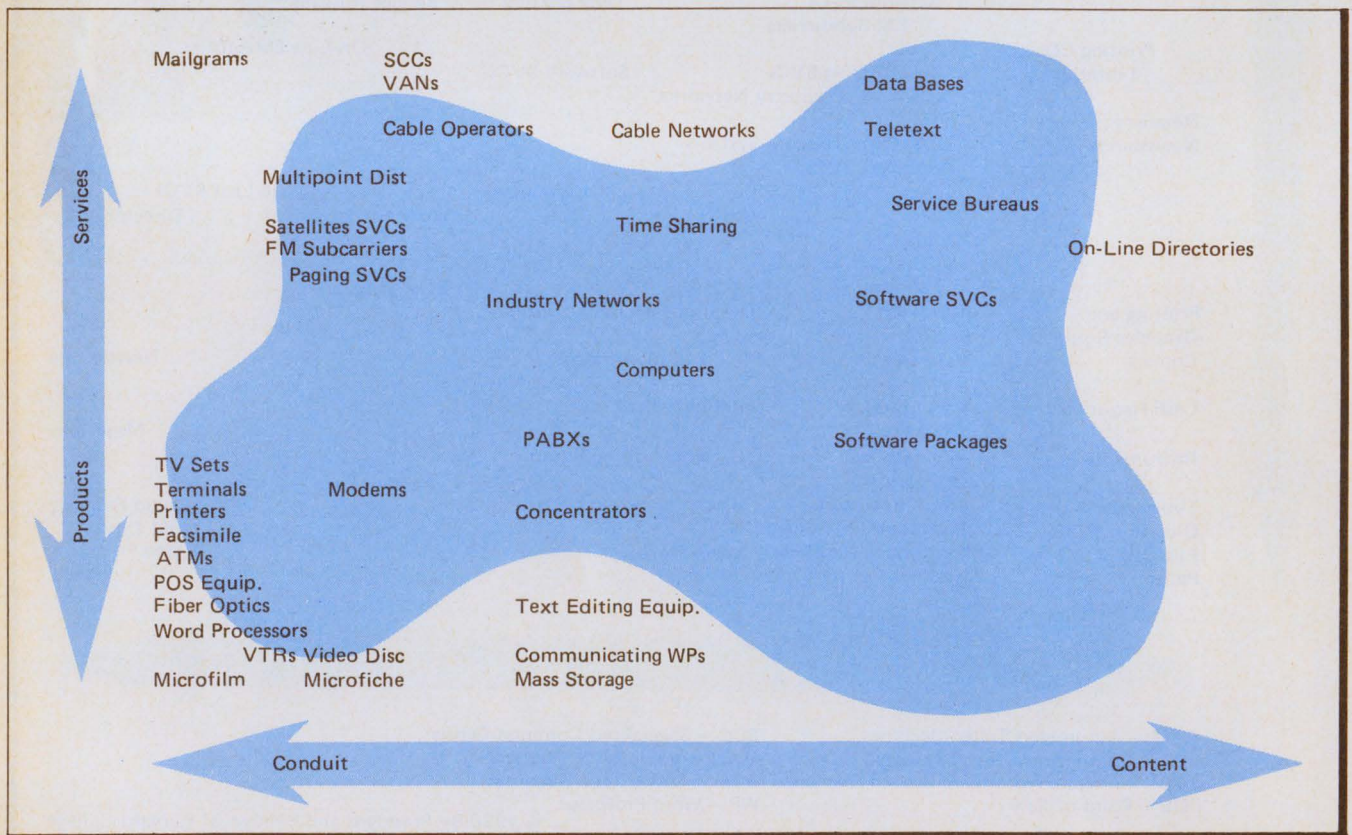 Mailgrams
SCCs
VANs
Data Bases
Cable Operators
Cable Networks
Teletext
Multipoint Dist
Service Bureaus
Satellites SVCs
Time Sharing
FM Subcarriers
On-Line Directories
Paging SVCs
Industry Networks
Software SVCs
Computers
PABXs
Software Packages
TV Sets
Terminals
Modems
Printers
Concentrators
Facsimile
ATMs
POS Equip.
Fiber Optics
Text Editing Equip.
Word Processors
VTRs Video Disc
Communicating WPs
Microfilm
Microfiche
Mass Storage
Services
Products
Conduit
Content